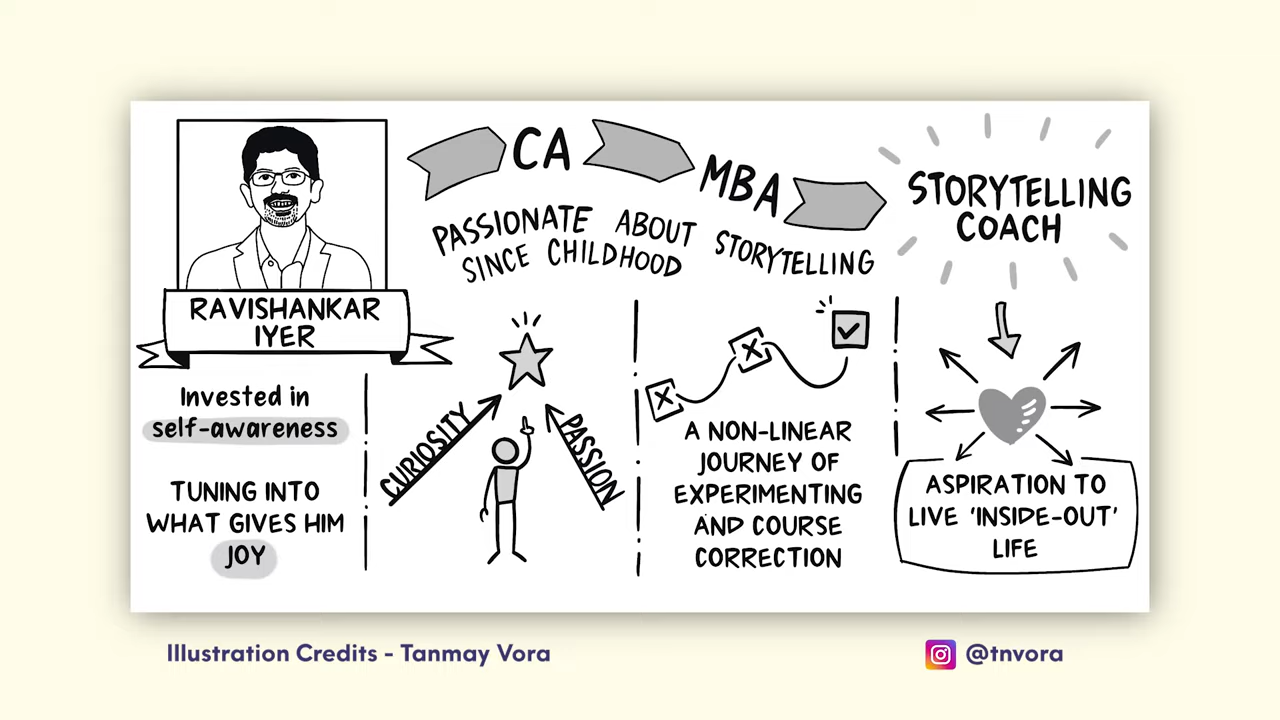 RAVISHANKAR
IYER
CA
MBA
STORYTELLING
COACH
PASSIONATE ABOUT STORYTELLING
SINCE CHILDHOOD
Invested in
self-awareness
TUNING INTO
WHAT GIVES HIM
JOY
CURIOSITY
PASSION
A NON-LINEAR
JOURNEY OF
EXPERIMENTING
AND COURSE
CORRECTION
ASPIRATION TO
LIVE 'INSIDE-OUT'
LIFE
Illustration Credits - Tanmay Vora
@tnvora